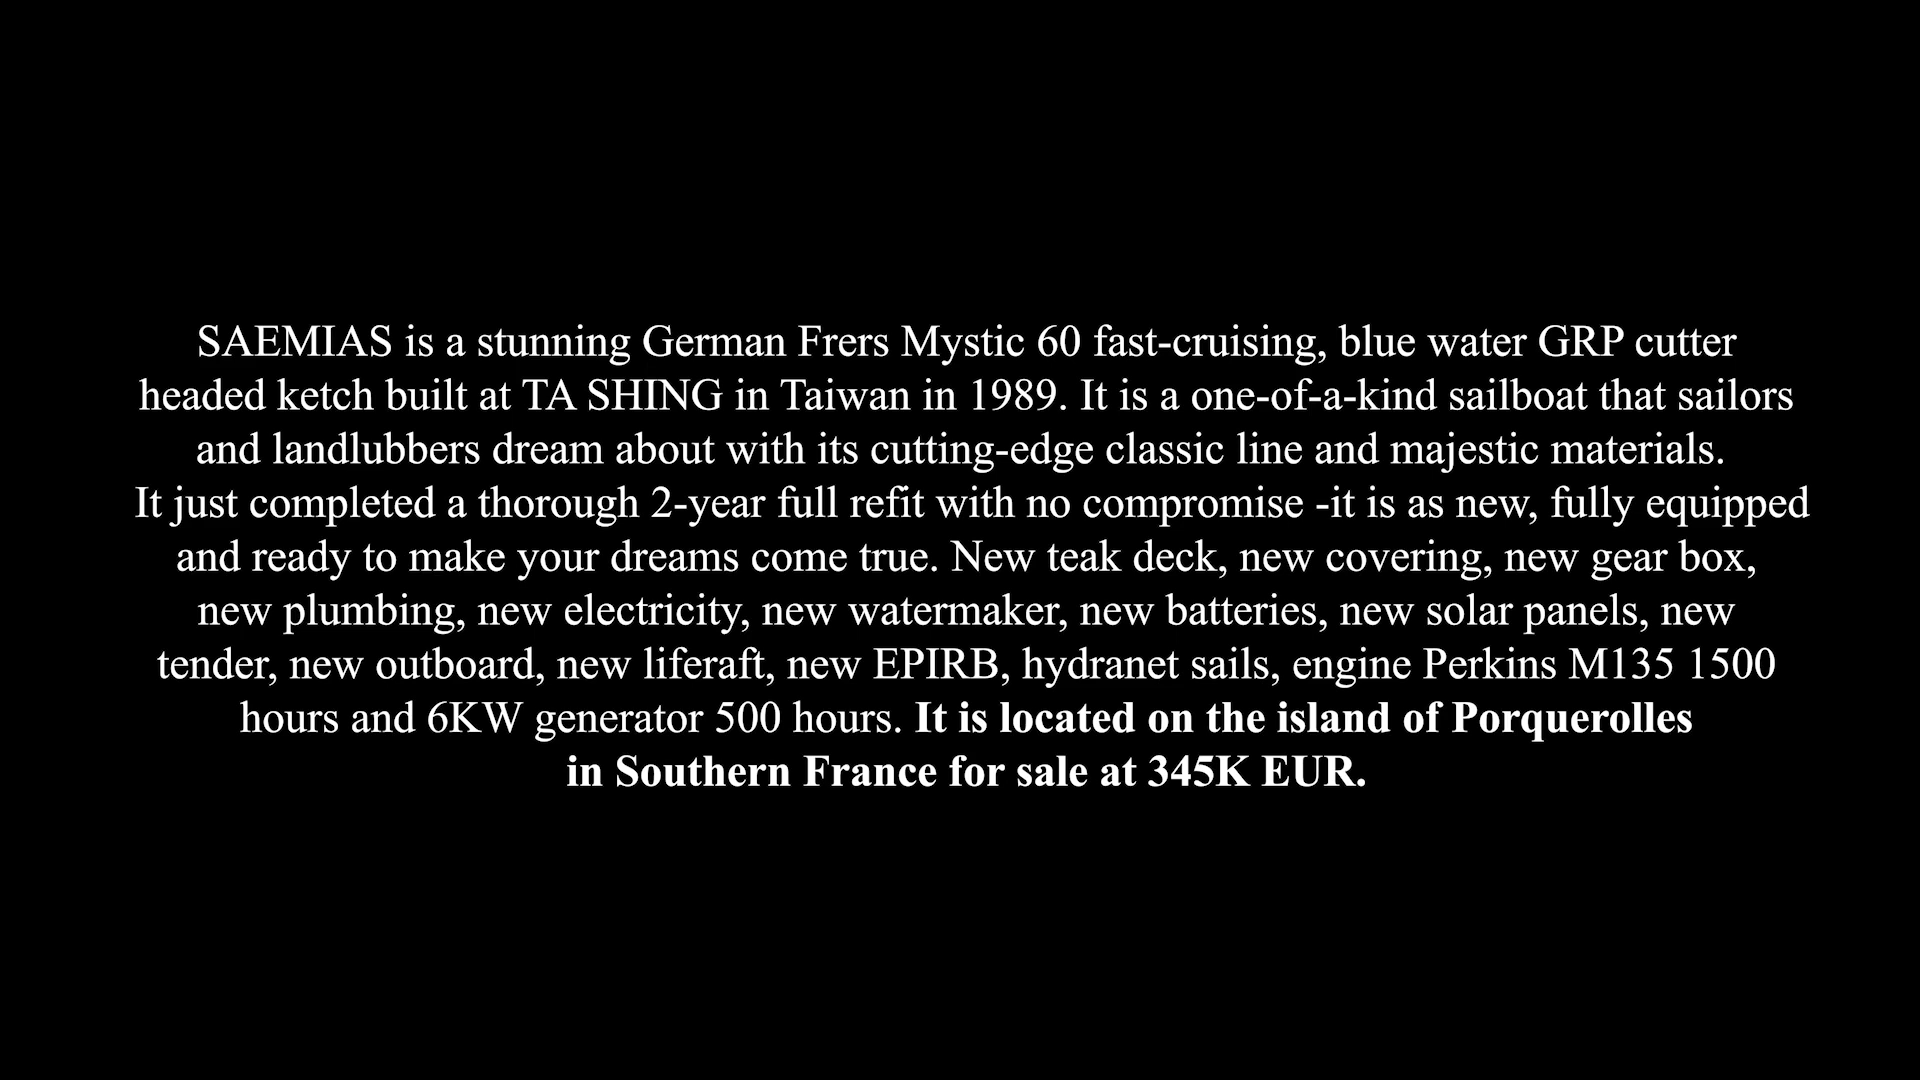 SAEMIAS is a stunning German Frers Mystic 60 fast-cruising, blue water GRP cutter
headed ketch built at TA SHING in Taiwan in 1989. It is a one-of-a-kind sailboat that sailors
and landlubbers dream about with its cutting-edge classic line and majestic materials.
It just completed a thorough 2-year full refit with no compromise -it is as new, fully equipped
and ready to make your dreams come true. New teak deck, new covering, new gear box,
new plumbing, new electricity, new watermaker, new batteries, new solar panels, new
tender, new outboard, new liferaft, new EPIRB, hydranet sails, engine Perkins M135 1500
hours and 6KW generator 500 hours. It is located on the island of Porquerolles
in Southern France for sale at 345K EUR.